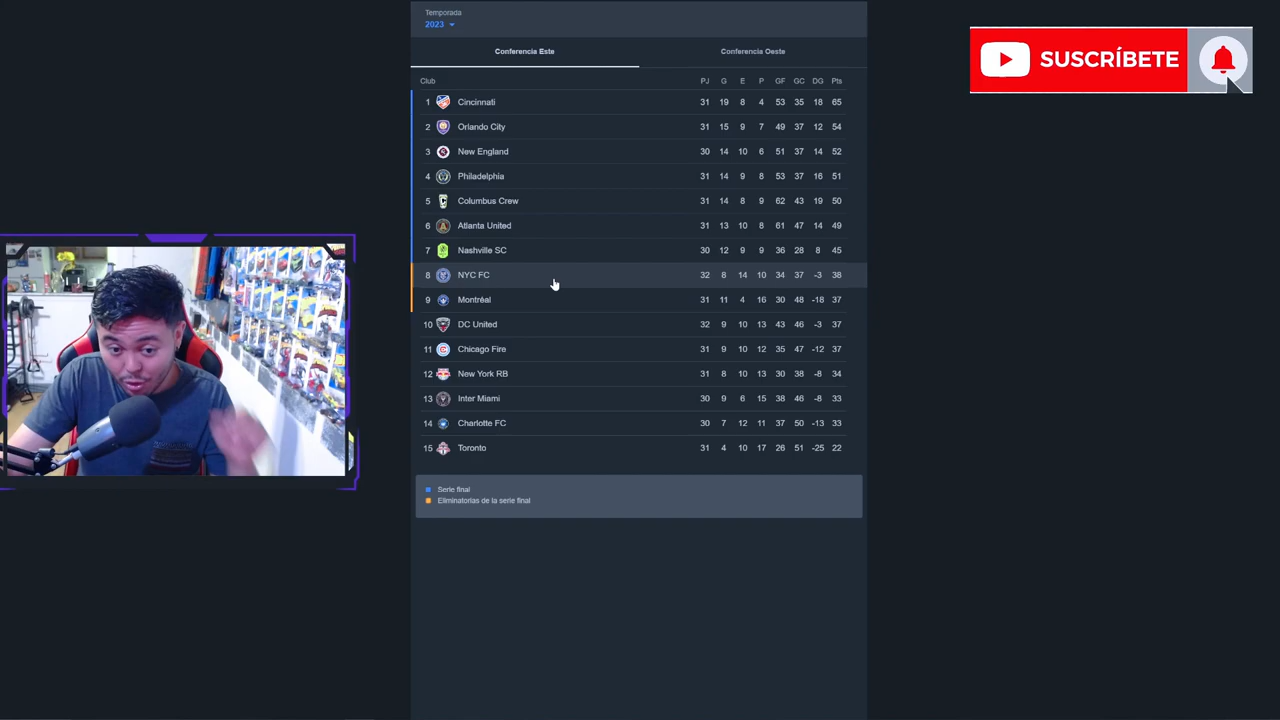 Temporada
2023
SUSCRÍBETE
Conferencia Este Conferencia Oeste
Club PJ G E P GF GC DG Pts
1 Cincinnati 31 19 8 4 53 35 18 65
2 Orlando City 31 15 9 7 49 37 12 54
3 New England 30 14 10 6 51 37 14 52
4 Philadelphia 31 14 9 8 53 37 16 51
5 Columbus Crew 31 14 8 9 62 43 19 50
6 Atlanta United 31 13 10 8 61 47 14 49
7 Nashville SC 30 12 9 9 36 28 8 45
8 NYC FC 32 8 14 10 34 37 -3 38
9 Montréal 31 11 4 16 30 48 -18 37
10 DC United 32 9 10 13 43 46 -3 37
11 Chicago Fire 31 9 10 12 35 47 -12 37
12 New York RB 31 8 10 13 30 38 -8 34
13 Inter Miami 30 9 6 15 38 46 -8 33
14 Charlotte FC 30 7 12 11 37 50 -13 33
15 Toronto 31 4 10 17 26 51 -25 22
Serie final
Eliminatorias de la serie final